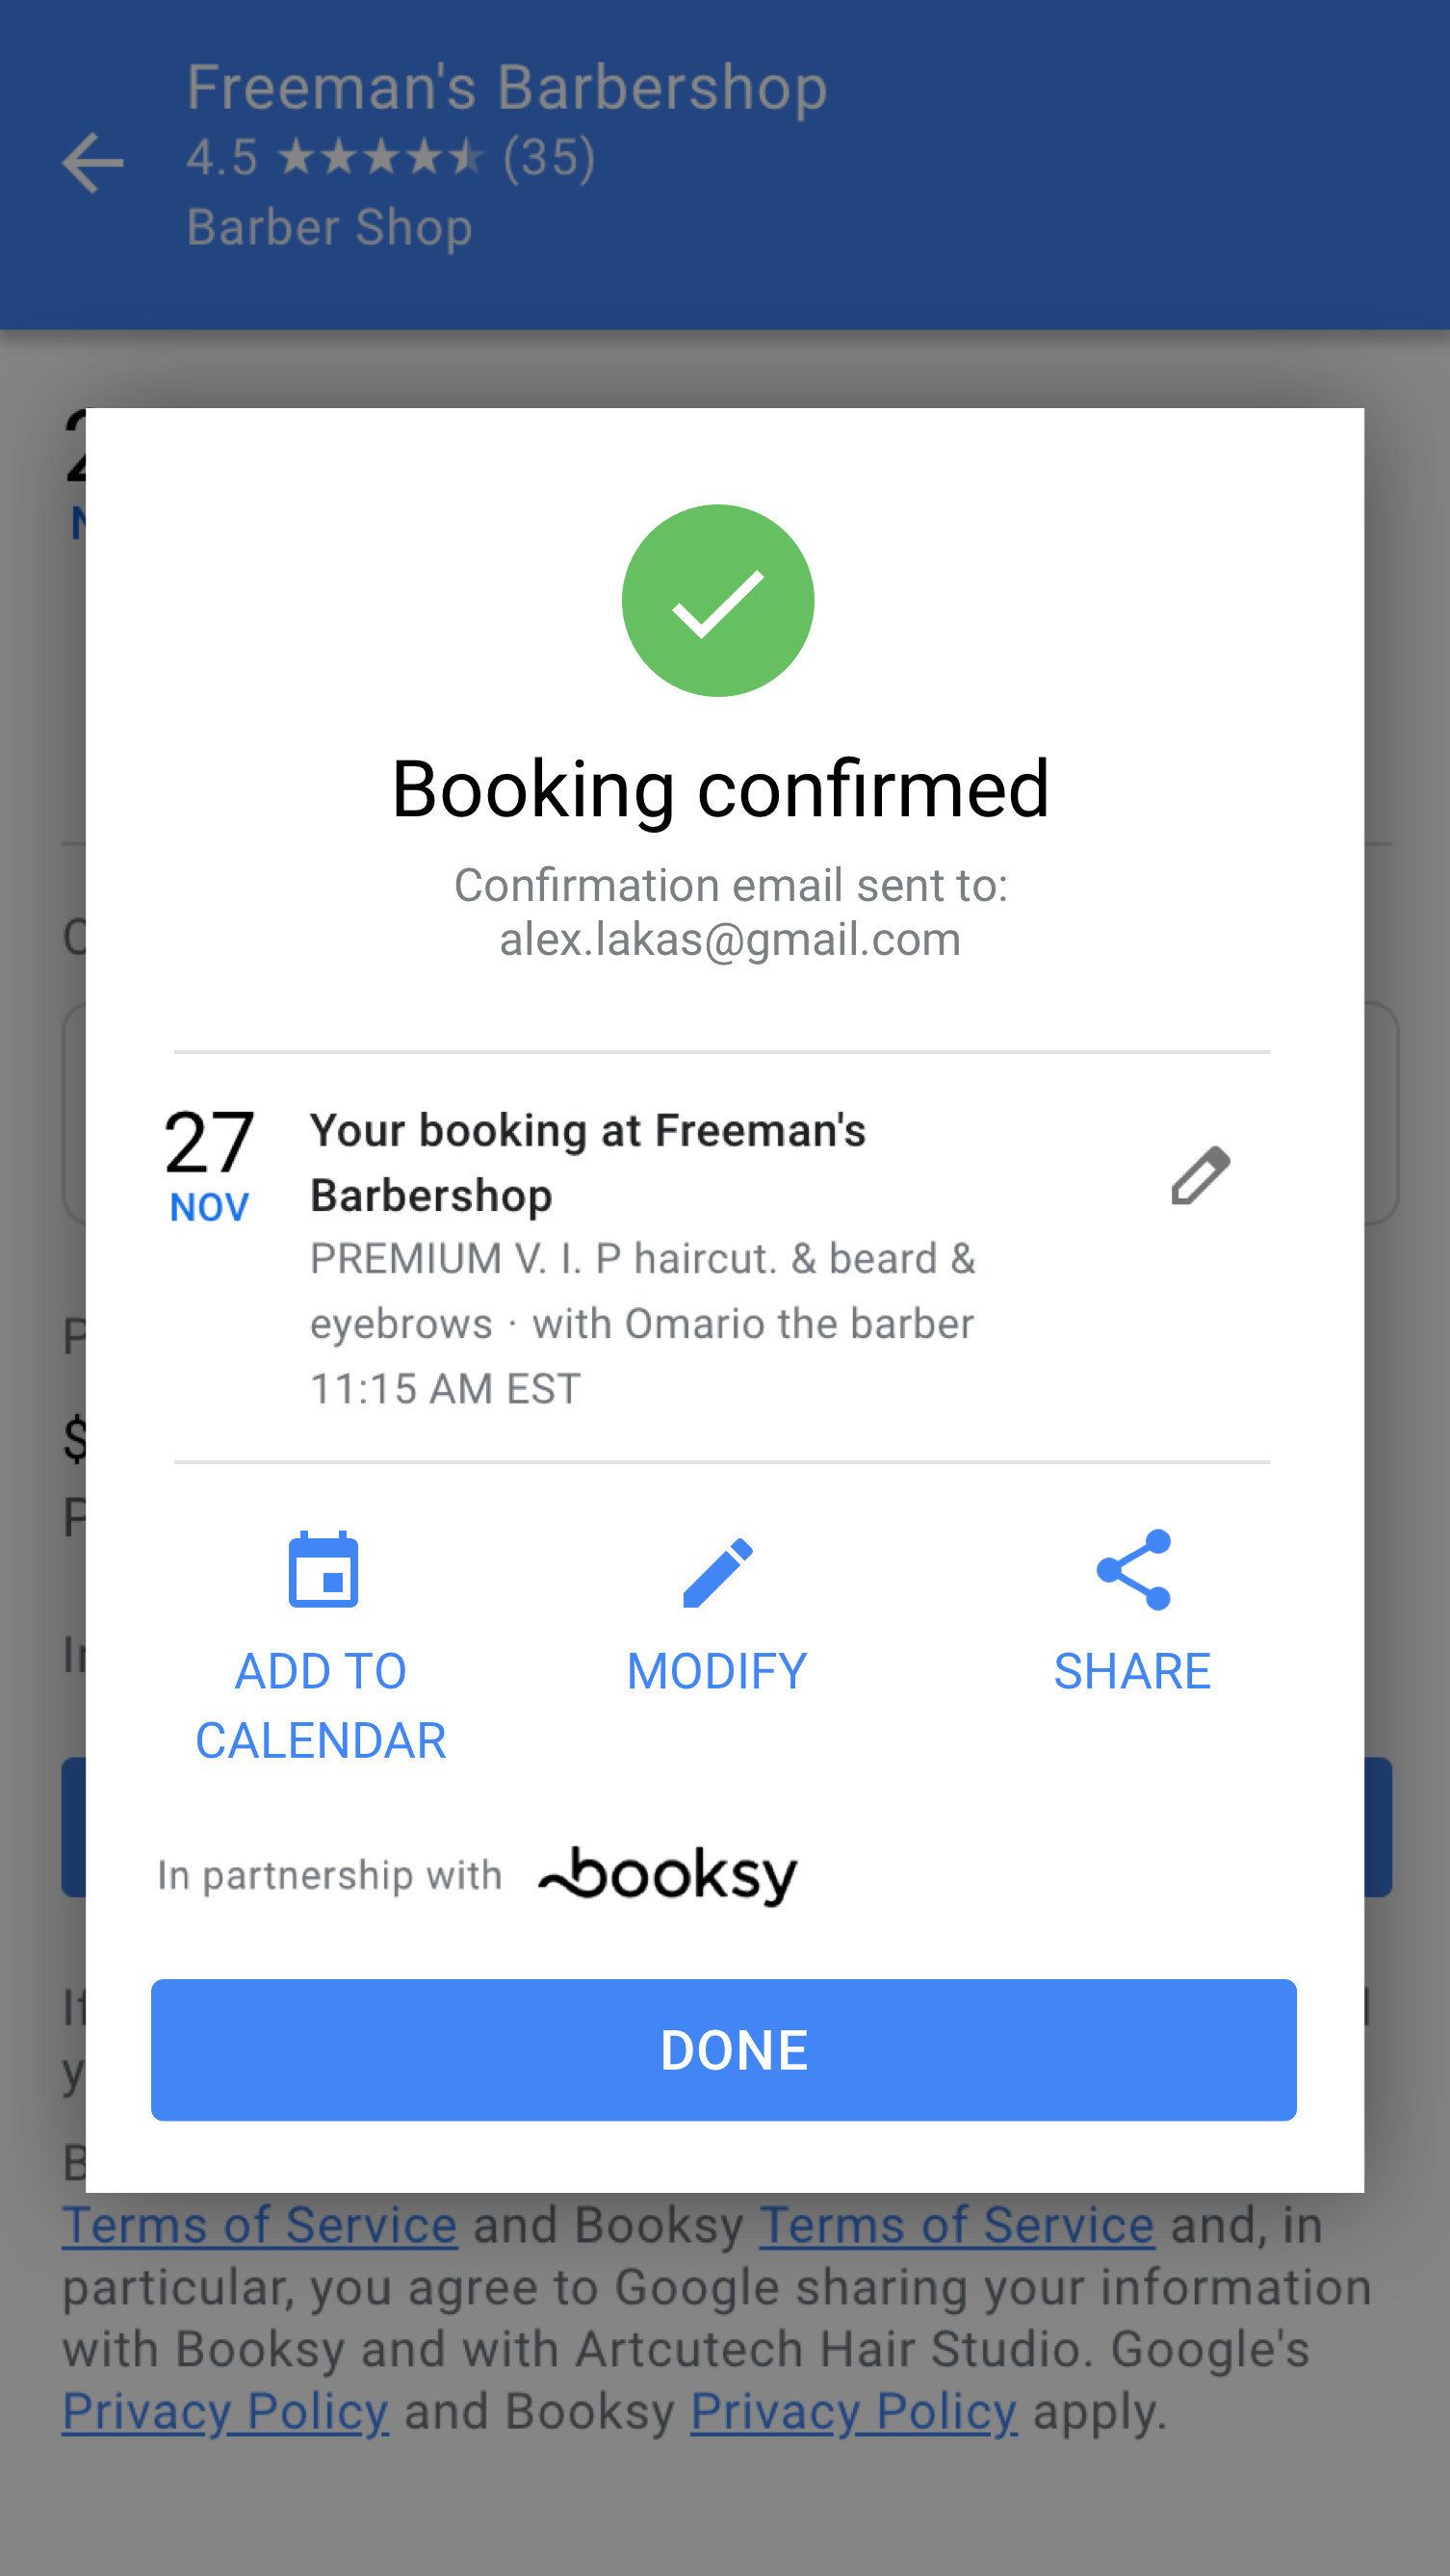 Freeman's Barbershop
4.5 ★★★★ (35)
Barber Shop
Booking confirmed
Confirmation email sent to:
alex.lakas@gmail.com
27
NOV
Your booking at Freeman's
Barbershop
PREMIUM V. I. P haircut. & beard &
eyebrows · with Omario the barber
11:15 AM EST
ADD TO
CALENDAR
MODIFY
SHARE
In partnership with booksy
DONE
Terms of Service and Booksy Terms of Service and, in
particular, you agree to Google sharing your information
with Booksy and with Artcutech Hair Studio. Google's
Privacy Policy and Booksy Privacy Policy apply.